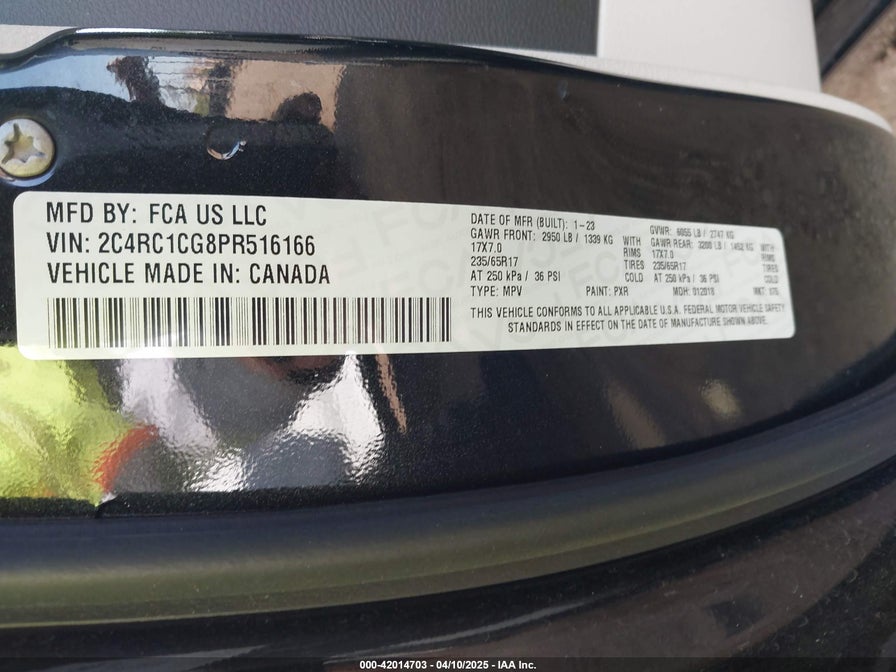 MFD BY: FCA US LLC
VIN: 2C4RC1CG8PR516166
VEHICLE MADE IN: CANADA
DATE OF MFR (BUILT): 1-23 GVWR: 6055 LB / 2747 KG
GAWR FRONT: 2950 LB / 1339 KG WITH GAWR REAR: 3200 LB / 1452 KG WITH
17X7.0 RIMS 17X7.0 RIMS
235/65R17 TIRES 235/65R17 TIRES
AT 250 kPa / 36 PSI COLD AT 250 kPa / 36 PSI COLD
TYPE: MPV PAINT: PXR MDH: 012018 MKT:
THIS VEHICLE CONFORMS TO ALL APPLICABLE U.S.A. FEDERAL MOTOR VEHICLE SAFETY
STANDARDS IN EFFECT ON THE DATE OF MANUFACTURE SHOWN ABOVE.
000-42014703 — 04/10/2025 — IAA Inc.